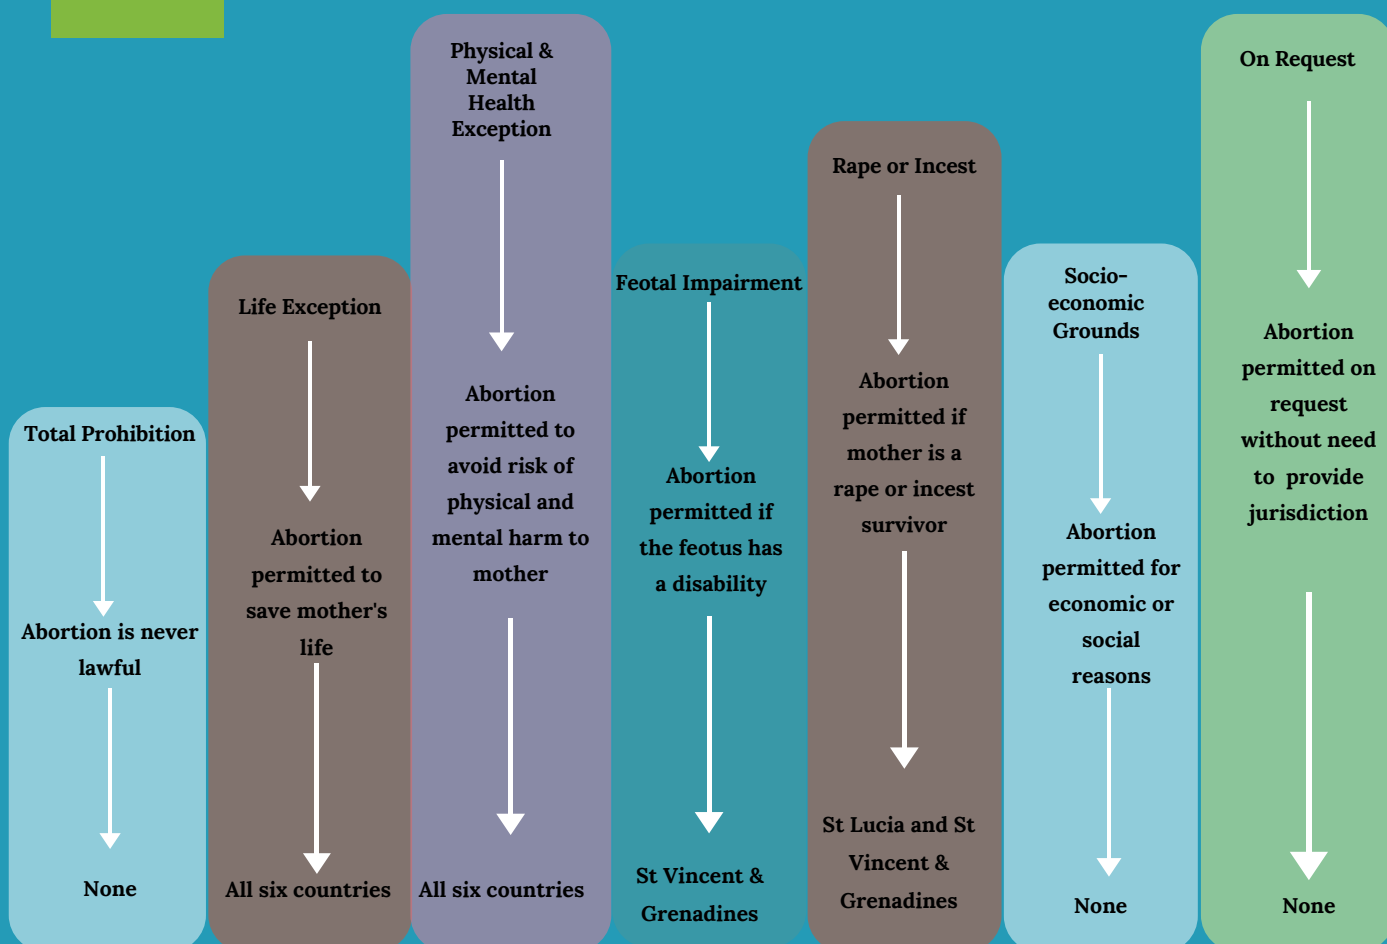 Total Prohibition
Abortion is never
lawful
None
Life Exception
Abortion
permitted to
save mother's
life
All six countries
Physical &
Mental
Health
Exception
Abortion
permitted to
avoid risk of
physical and
mental harm to
mother
All six countries
Feotal Impairment
Abortion
permitted if
the feotus has
a disability
St Vincent &
Grenadines
Rape or Incest
Abortion
permitted if
mother is a
rape or incest
survivor
St Lucia and St
Vincent &
Grenadines
Socio-
economic
Grounds
Abortion
permitted for
economic or
social
reasons
None
On Request
Abortion
permitted on
request
without need
to provide
jurisdiction
None